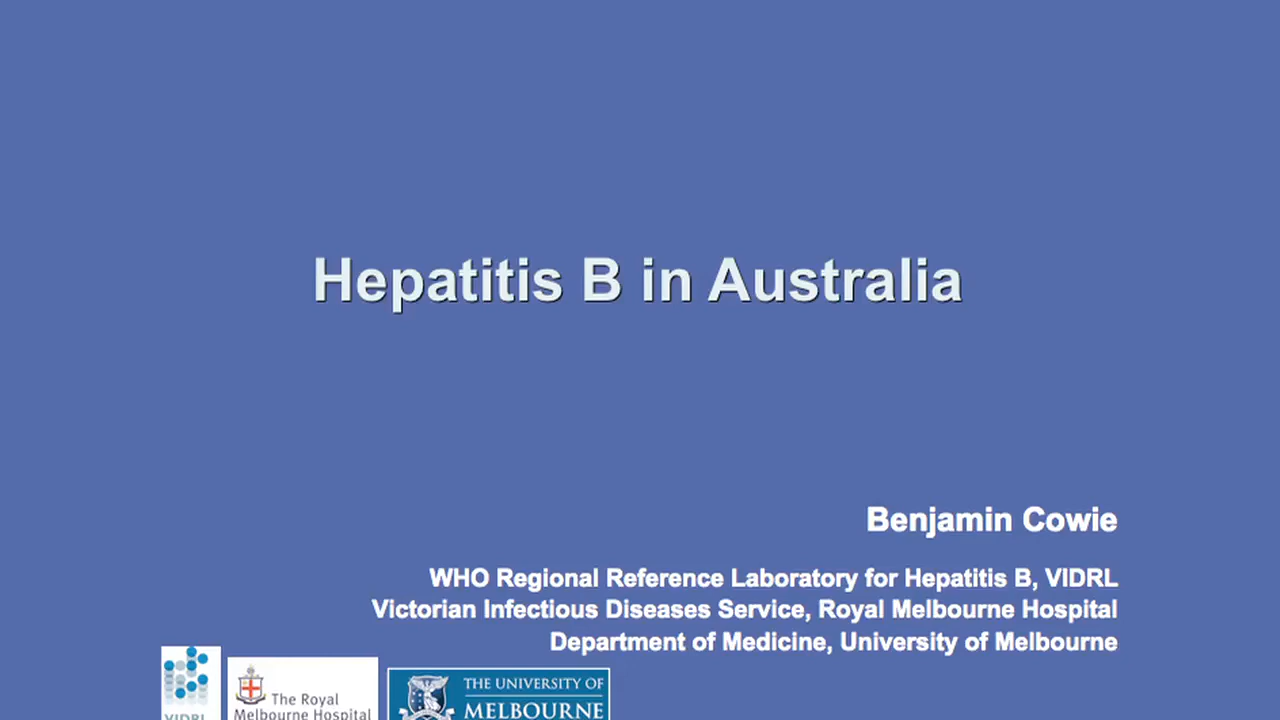 Hepatitis B in Australia
Benjamin Cowie
WHO Regional Reference Laboratory for Hepatitis B, VIDRL
Victorian Infectious Diseases Service, Royal Melbourne Hospital
Department of Medicine, University of Melbourne
VIDRL
The Royal
Melbourne Hospital
THE UNIVERSITY OF
MELBOURNE